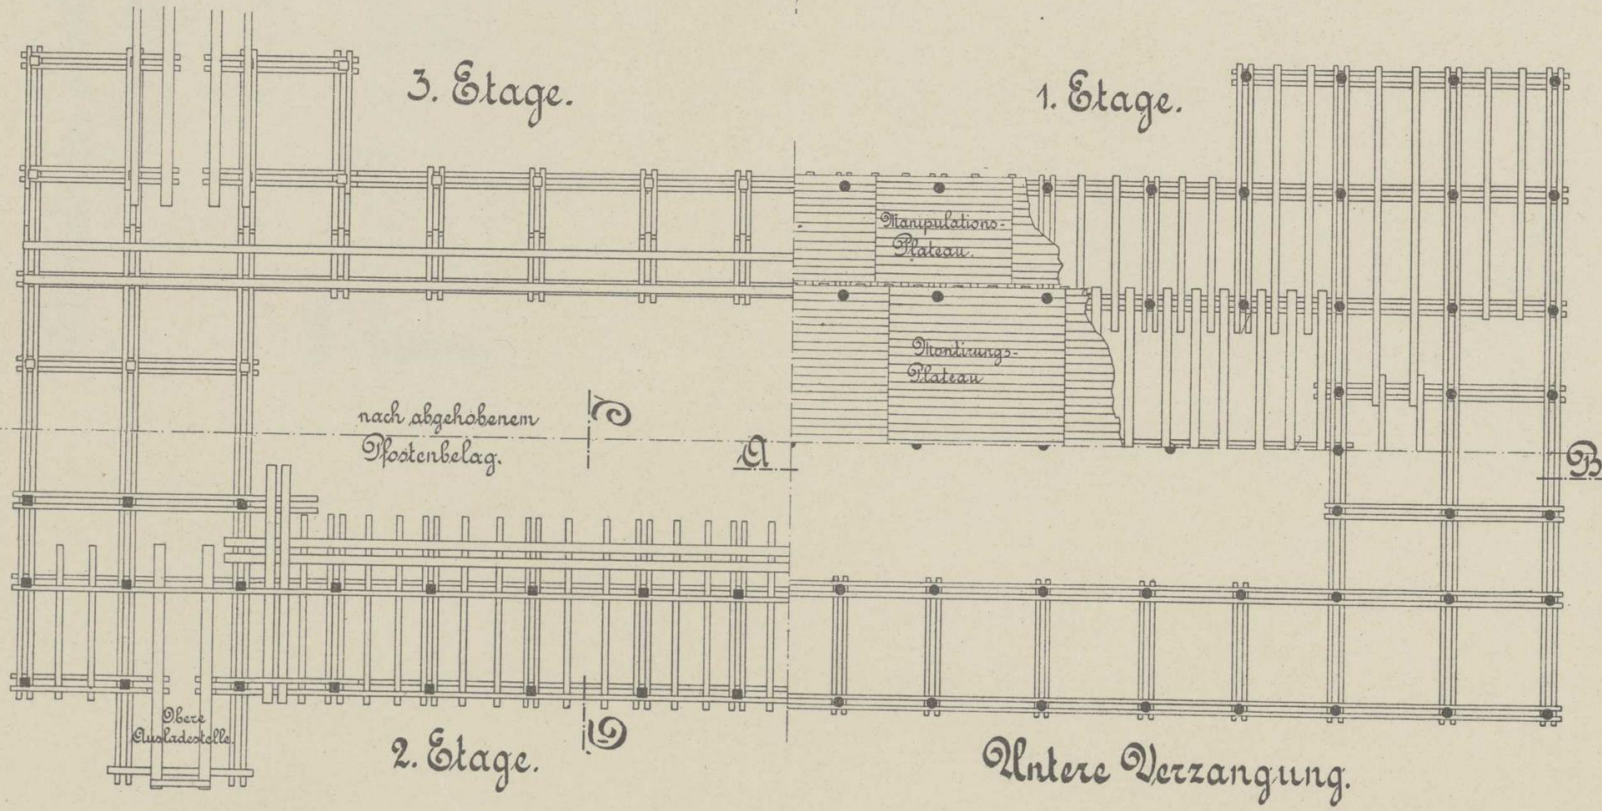 3. Etage.
1. Etage.
Manipulations-
Plateau.
Montirungs-
Plateau
nach abgehobenem
Pfostenbelag.
C
A
B
Obere
Ausladestelle.
2. Etage.
D
Untere Verzangung.